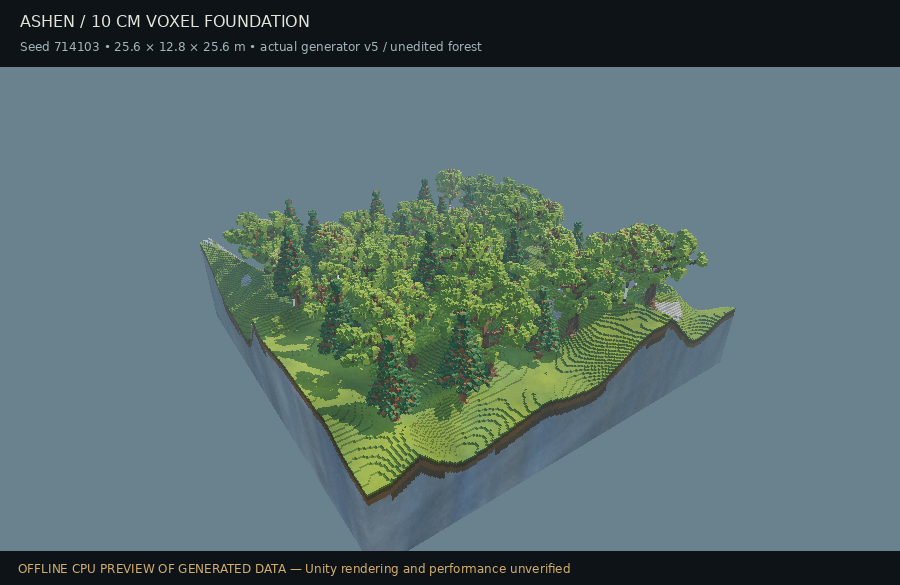 ASHEN / 10 CM VOXEL FOUNDATION
Seed 714103 • 25.6 × 12.8 × 25.6 m • actual generator v5 / unedited forest
OFFLINE CPU PREVIEW OF GENERATED DATA — Unity rendering and performance unverified